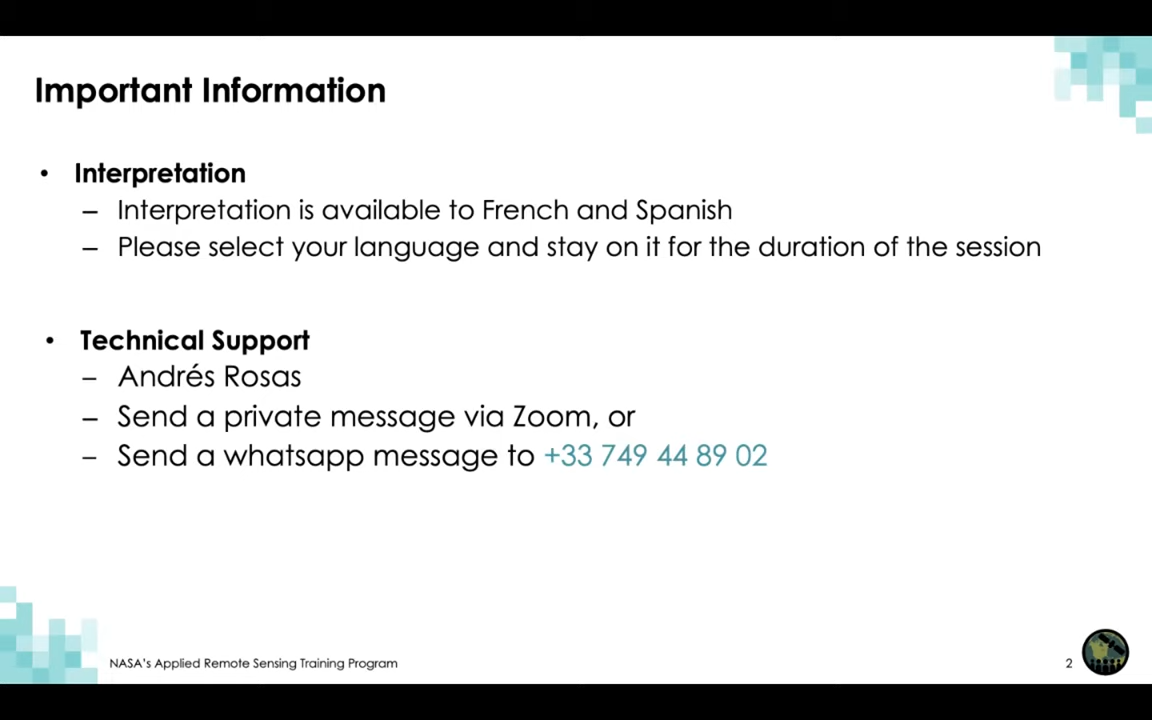 Important Information
• Interpretation
– Interpretation is available to French and Spanish
– Please select your language and stay on it for the duration of the session
• Technical Support
– Andrés Rosas
– Send a private message via Zoom, or
– Send a whatsapp message to +33 749 44 89 02
NASA's Applied Remote Sensing Training Program
2